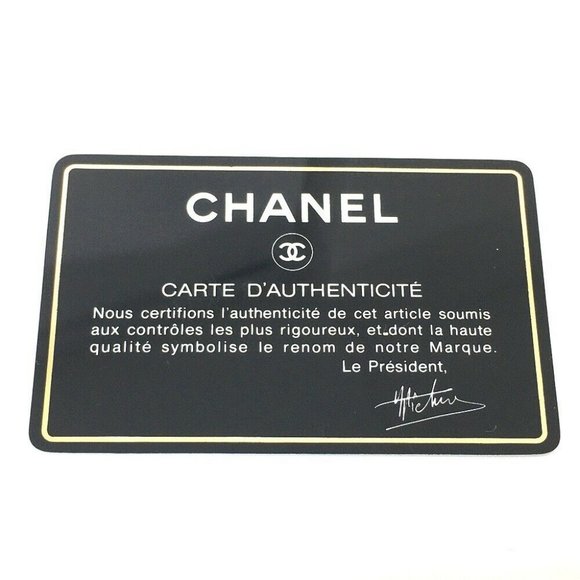 CHANEL
CARTE D'AUTHENTICITÉ
Nous certifions l'authenticité de cet article soumis
aux contrôles les plus rigoureux, et dont la haute
qualité symbolise le renom de notre Marque.
Le Président,